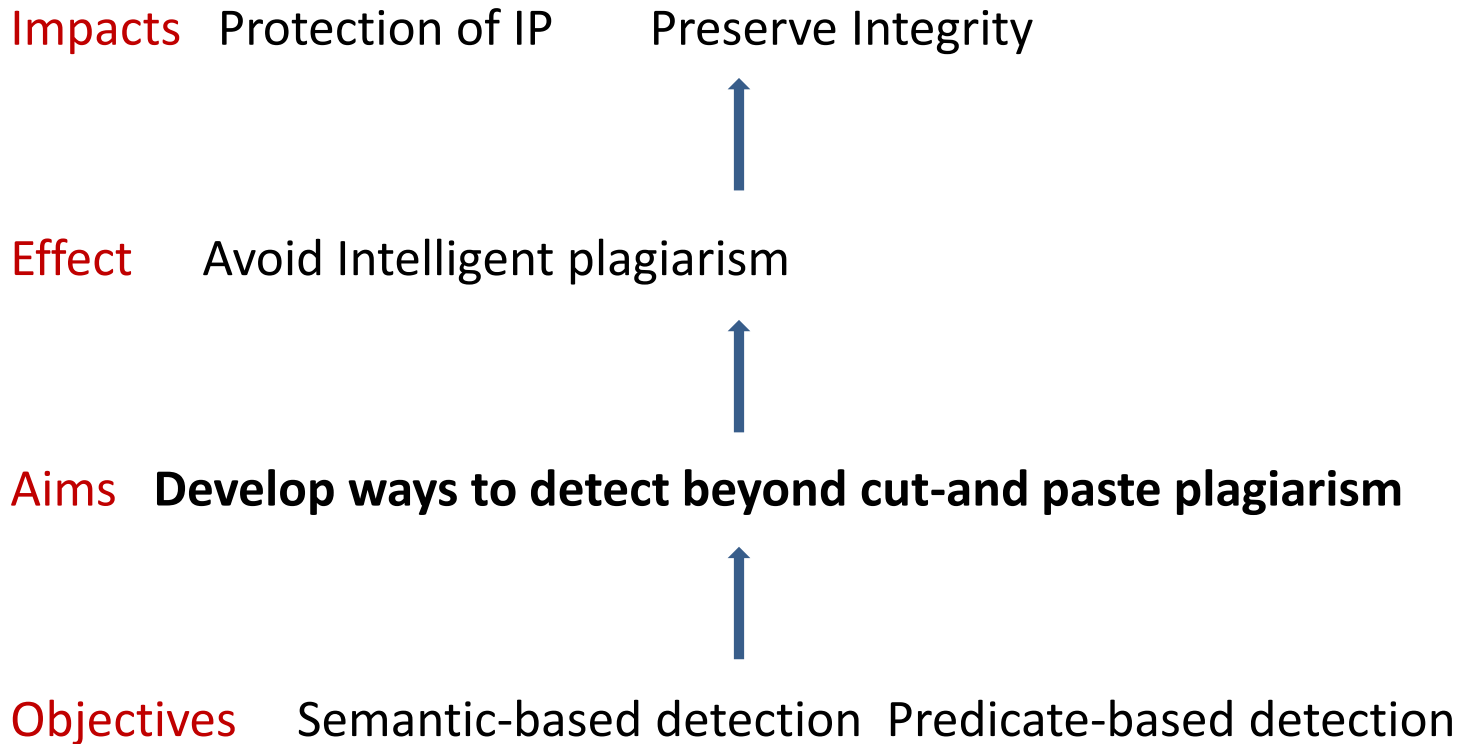 Impacts Protection of IP Preserve Integrity
Effect Avoid Intelligent plagiarism
Aims Develop ways to detect beyond cut-and paste plagiarism
Objectives Semantic-based detection Predicate-based detection